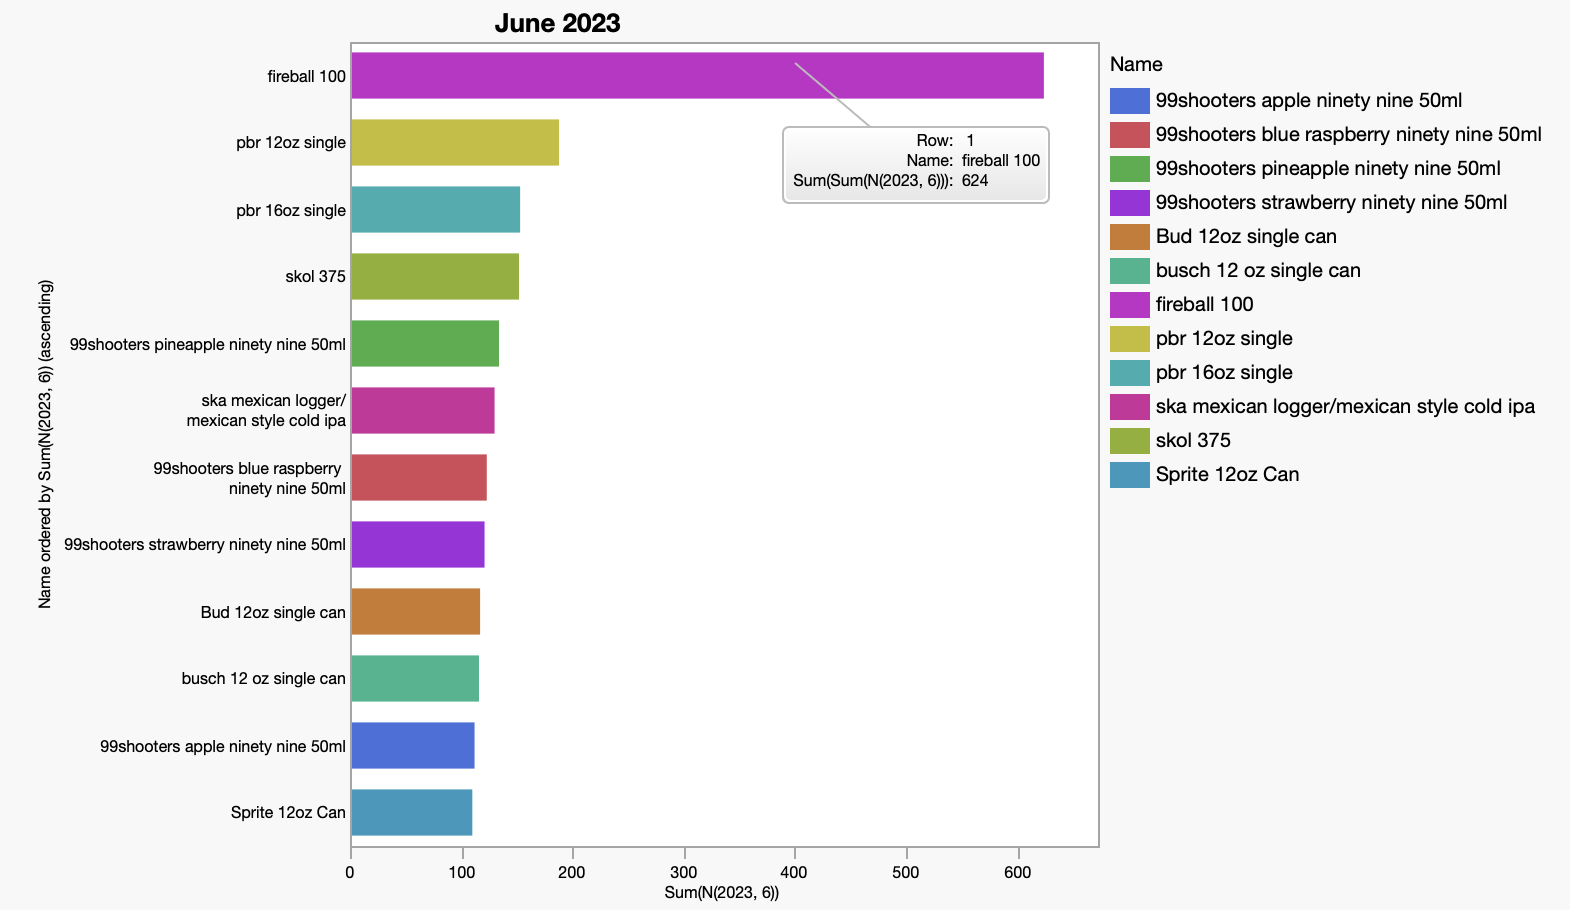 June 2023
fireball 100
pbr 12oz single
pbr 16oz single
skol 375
99shooters pineapple ninety nine 50ml
ska mexican logger/
mexican style cold ipa
99shooters blue raspberry
ninety nine 50ml
99shooters strawberry ninety nine 50ml
Bud 12oz single can
busch 12 oz single can
99shooters apple ninety nine 50ml
Sprite 12oz Can
Name ordered by Sum(N(2023, 6)) (ascending)
Row: 1
Name: fireball 100
Sum(Sum(N(2023, 6))): 624
0 100 200 300 400 500 600
Sum(N(2023, 6))
Name
99shooters apple ninety nine 50ml
99shooters blue raspberry ninety nine 50ml
99shooters pineapple ninety nine 50ml
99shooters strawberry ninety nine 50ml
Bud 12oz single can
busch 12 oz single can
fireball 100
pbr 12oz single
pbr 16oz single
ska mexican logger/mexican style cold ipa
skol 375
Sprite 12oz Can